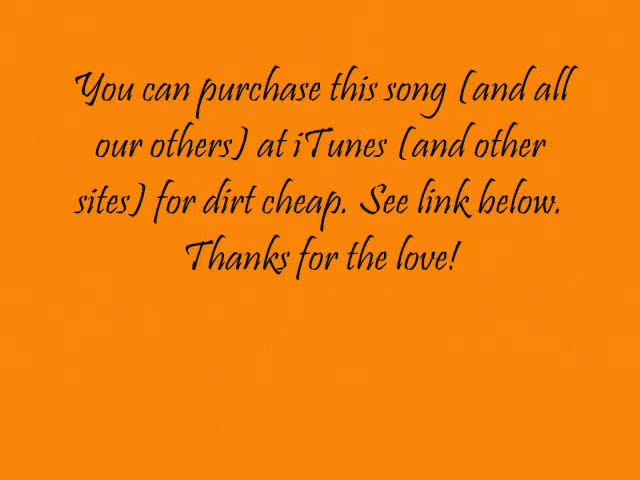 You can purchase this song (and all
our others) at iTunes (and other
sites) for dirt cheap. See link below.
Thanks for the love!